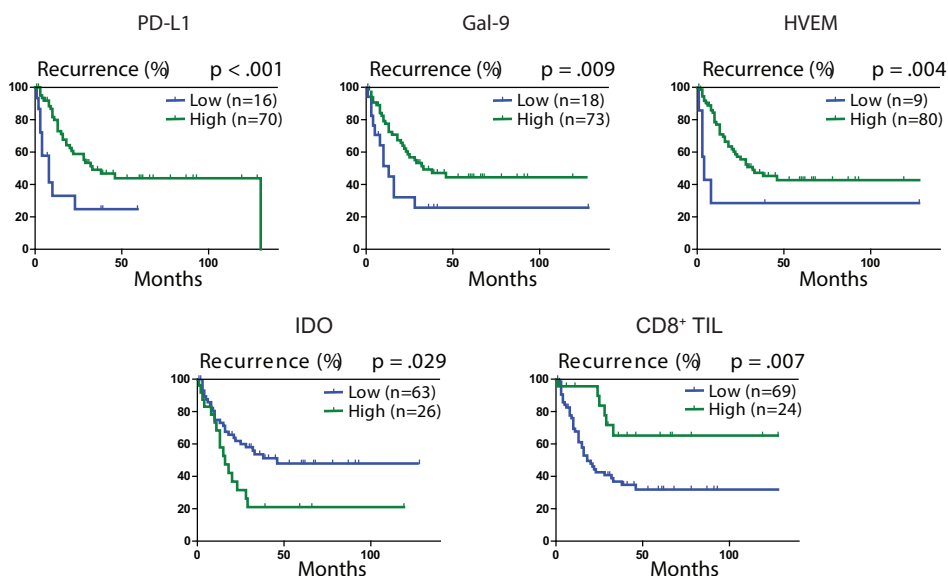 PD-L1
Recurrence (%) p < .001
100
80
60
40
20
0
Low (n=16)
High (n=70)
0 50 100
Months
Gal-9
Recurrence (%) p = .009
100
80
60
40
20
0
Low (n=18)
High (n=73)
0 50 100
Months
HVEM
Recurrence (%) p = .004
100
80
60
40
20
0
Low (n=9)
High (n=80)
0 50 100
Months
IDO
Recurrence (%) p = .029
100
80
60
40
20
0
Low (n=63)
High (n=26)
0 50 100
Months
CD8⁺ TIL
Recurrence (%) p = .007
100
80
60
40
20
0
Low (n=69)
High (n=24)
0 50 100
Months